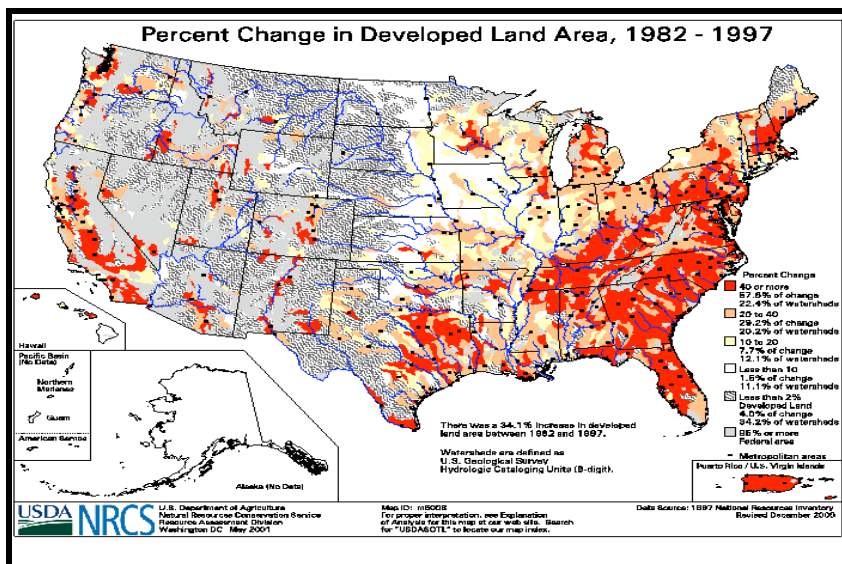 Percent Change in Developed Land Area, 1982 - 1997
Percent Change
40 or more
57.6% of change
22.4% of watersheds
20 to 40
29.2% of change
20.2% of watersheds
10 to 20
7.7% of change
12.1% of watersheds
Less than 10
1.5% of change
11.1% of watersheds
Less than 2%
Developed Land
4.0% of change
34.2% of watersheds
95% or more
Federal area
Metropolitan areas
Hawaii
Pacific Basin
(No Data)
Northern
Marianas
Guam
American Samoa
Alaska (No Data)
There was a 34.1% increase in developed
land area between 1982 and 1997.
Watersheds are defined as
U.S. Geological Survey
Hydrologic Cataloging Units (8-digit).
Puerto Rico / U.S. Virgin Islands
USDA NRCS
U.S. Department of Agriculture
Natural Resources Conservation Service
Resource Assessment Division
Washington DC May 2001
Map ID:
For proper interpretation, see Explanation
of Analysis for this map at our web site. Search
for "USDASOTL" to locate our map index.
Data Source: 1997 National Resources Inventory
Revised December 2000